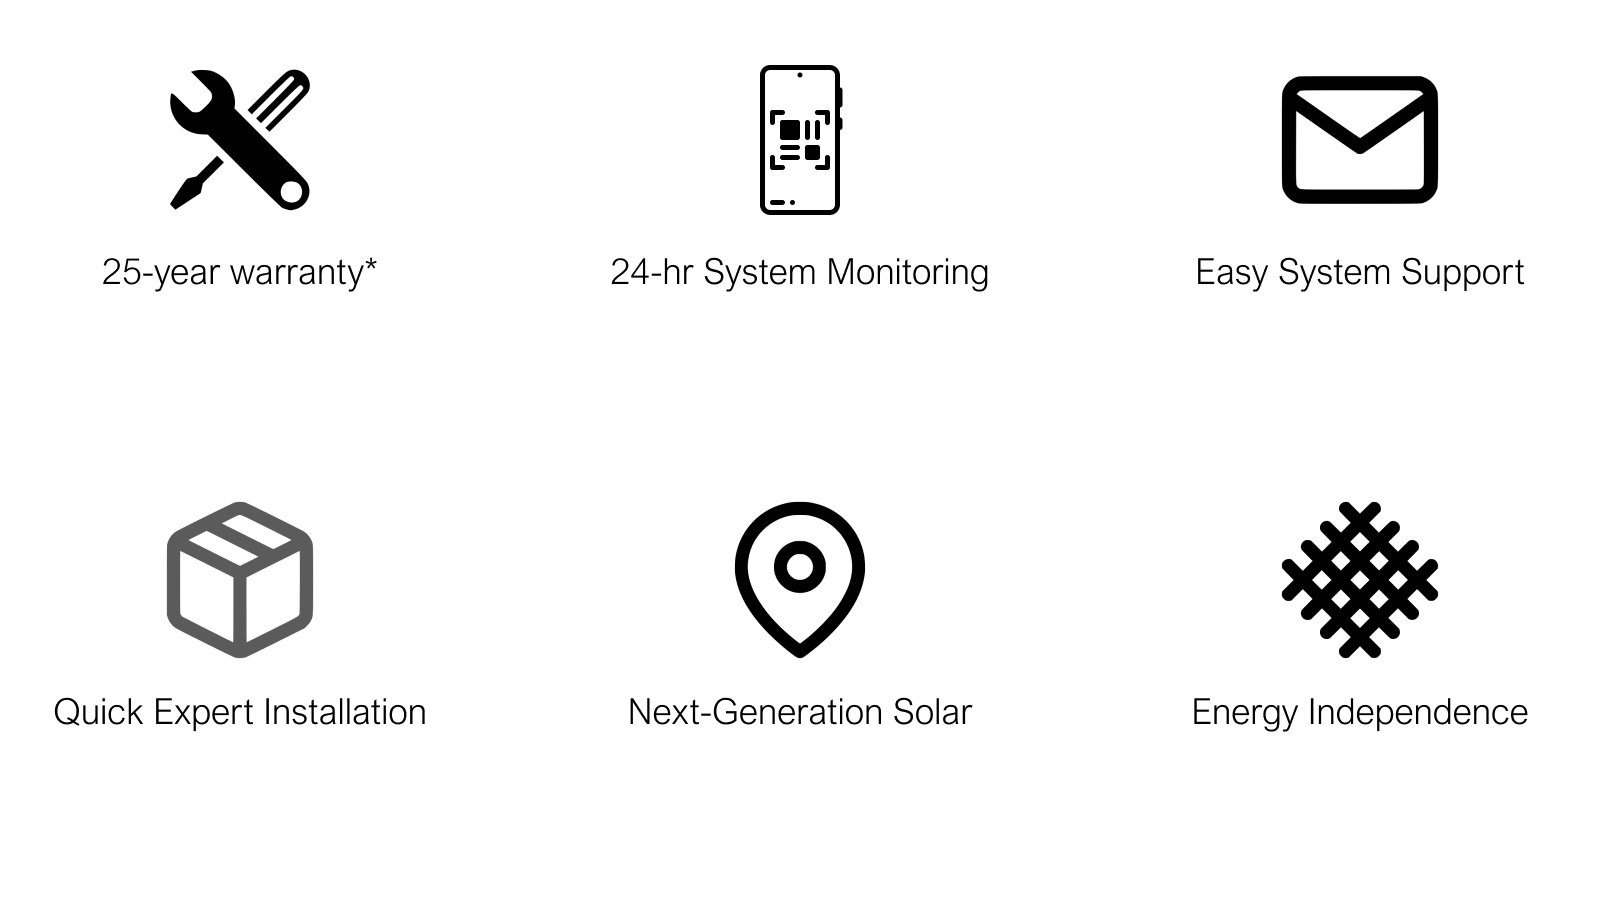 25-year warranty*
24-hr System Monitoring
Easy System Support
Quick Expert Installation
Next-Generation Solar
Energy Independence